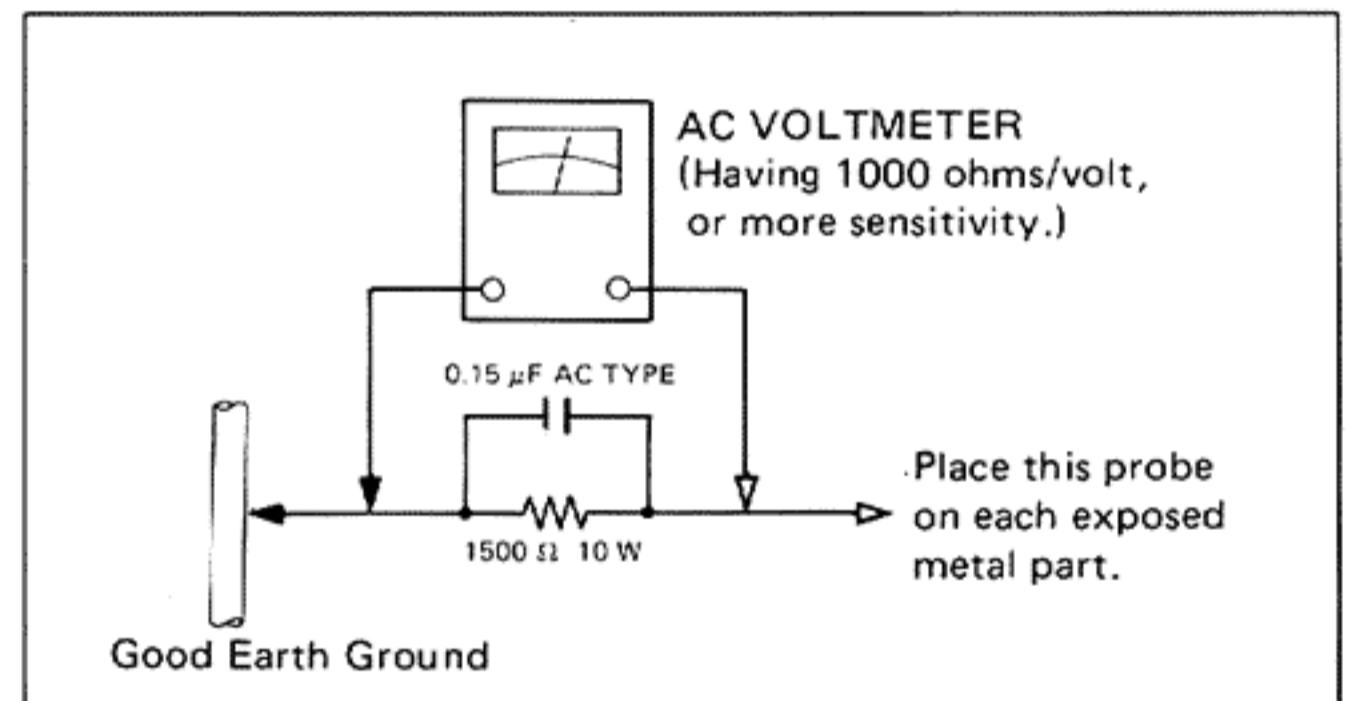 AC VOLTMETER
(Having 1000 ohms/volt,
or more sensitivity.)
0.15 μF AC TYPE
1500 Ω 10 W
Place this probe
on each exposed
metal part.
Good Earth Ground